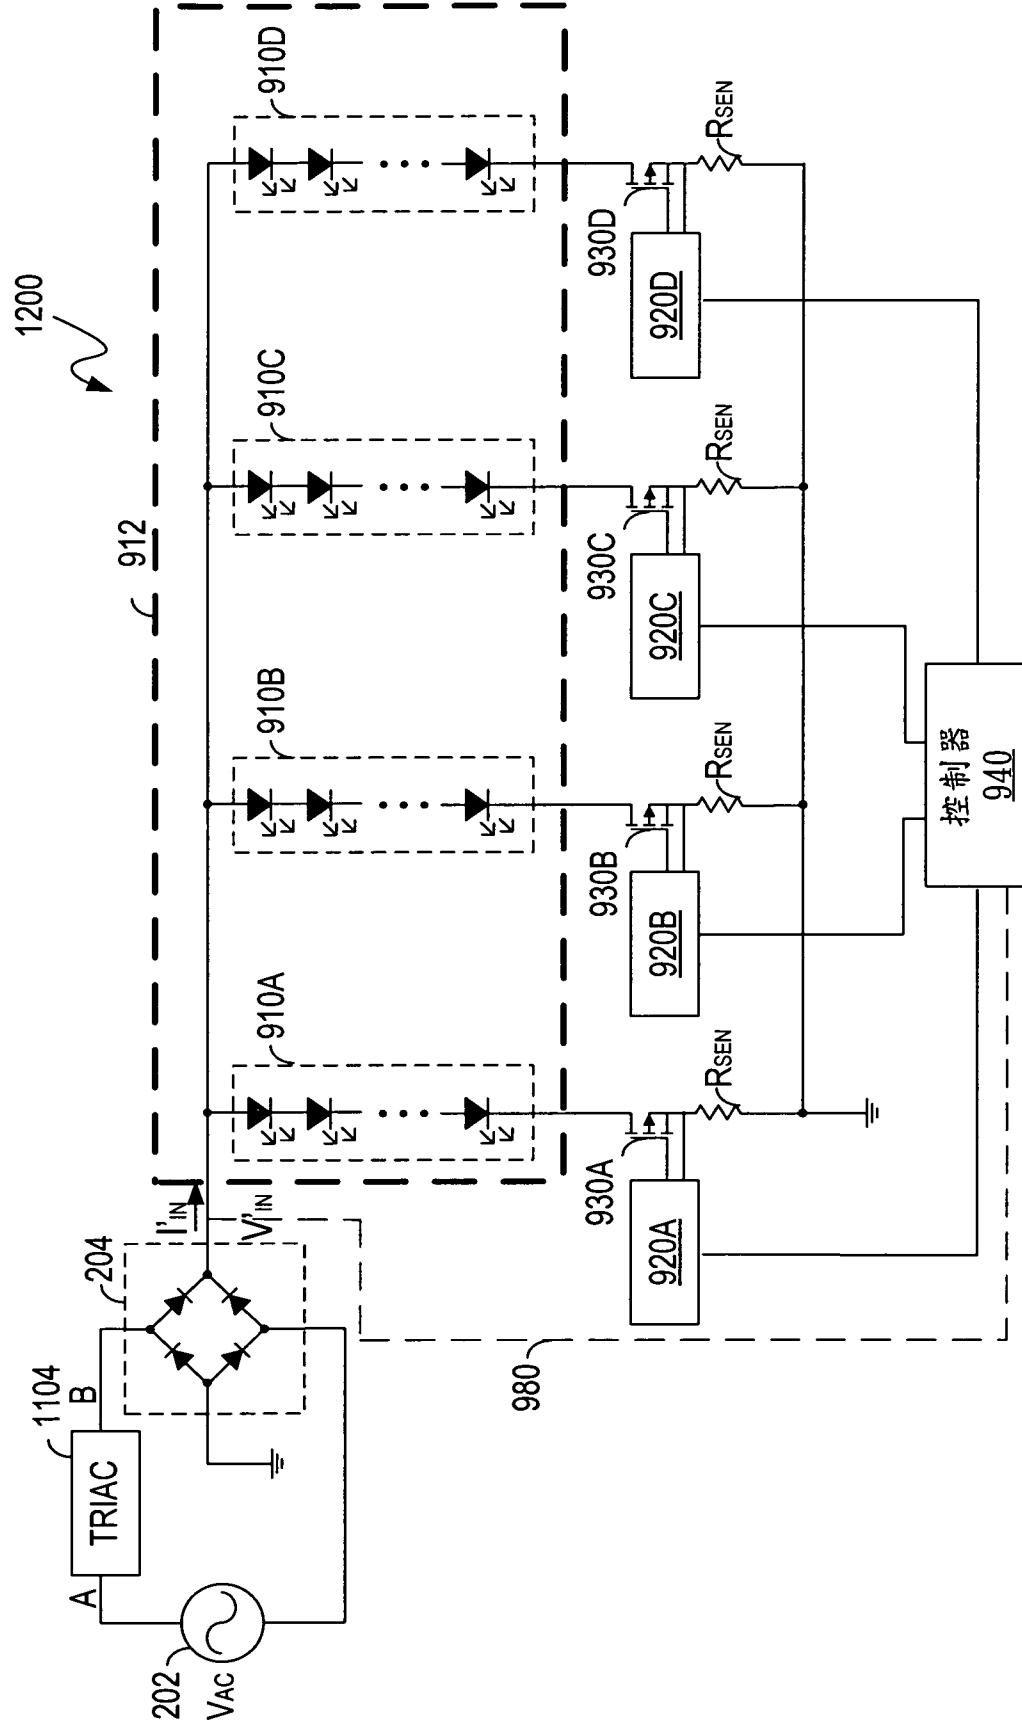 1200
912
910A
910B
910C
910D
204
1104
TRIAC
A
B
I'IN
V'IN
202
VAC
980
930A
930B
930C
930D
920A
920B
920C
920D
RSEN
RSEN
RSEN
RSEN
控制器
940